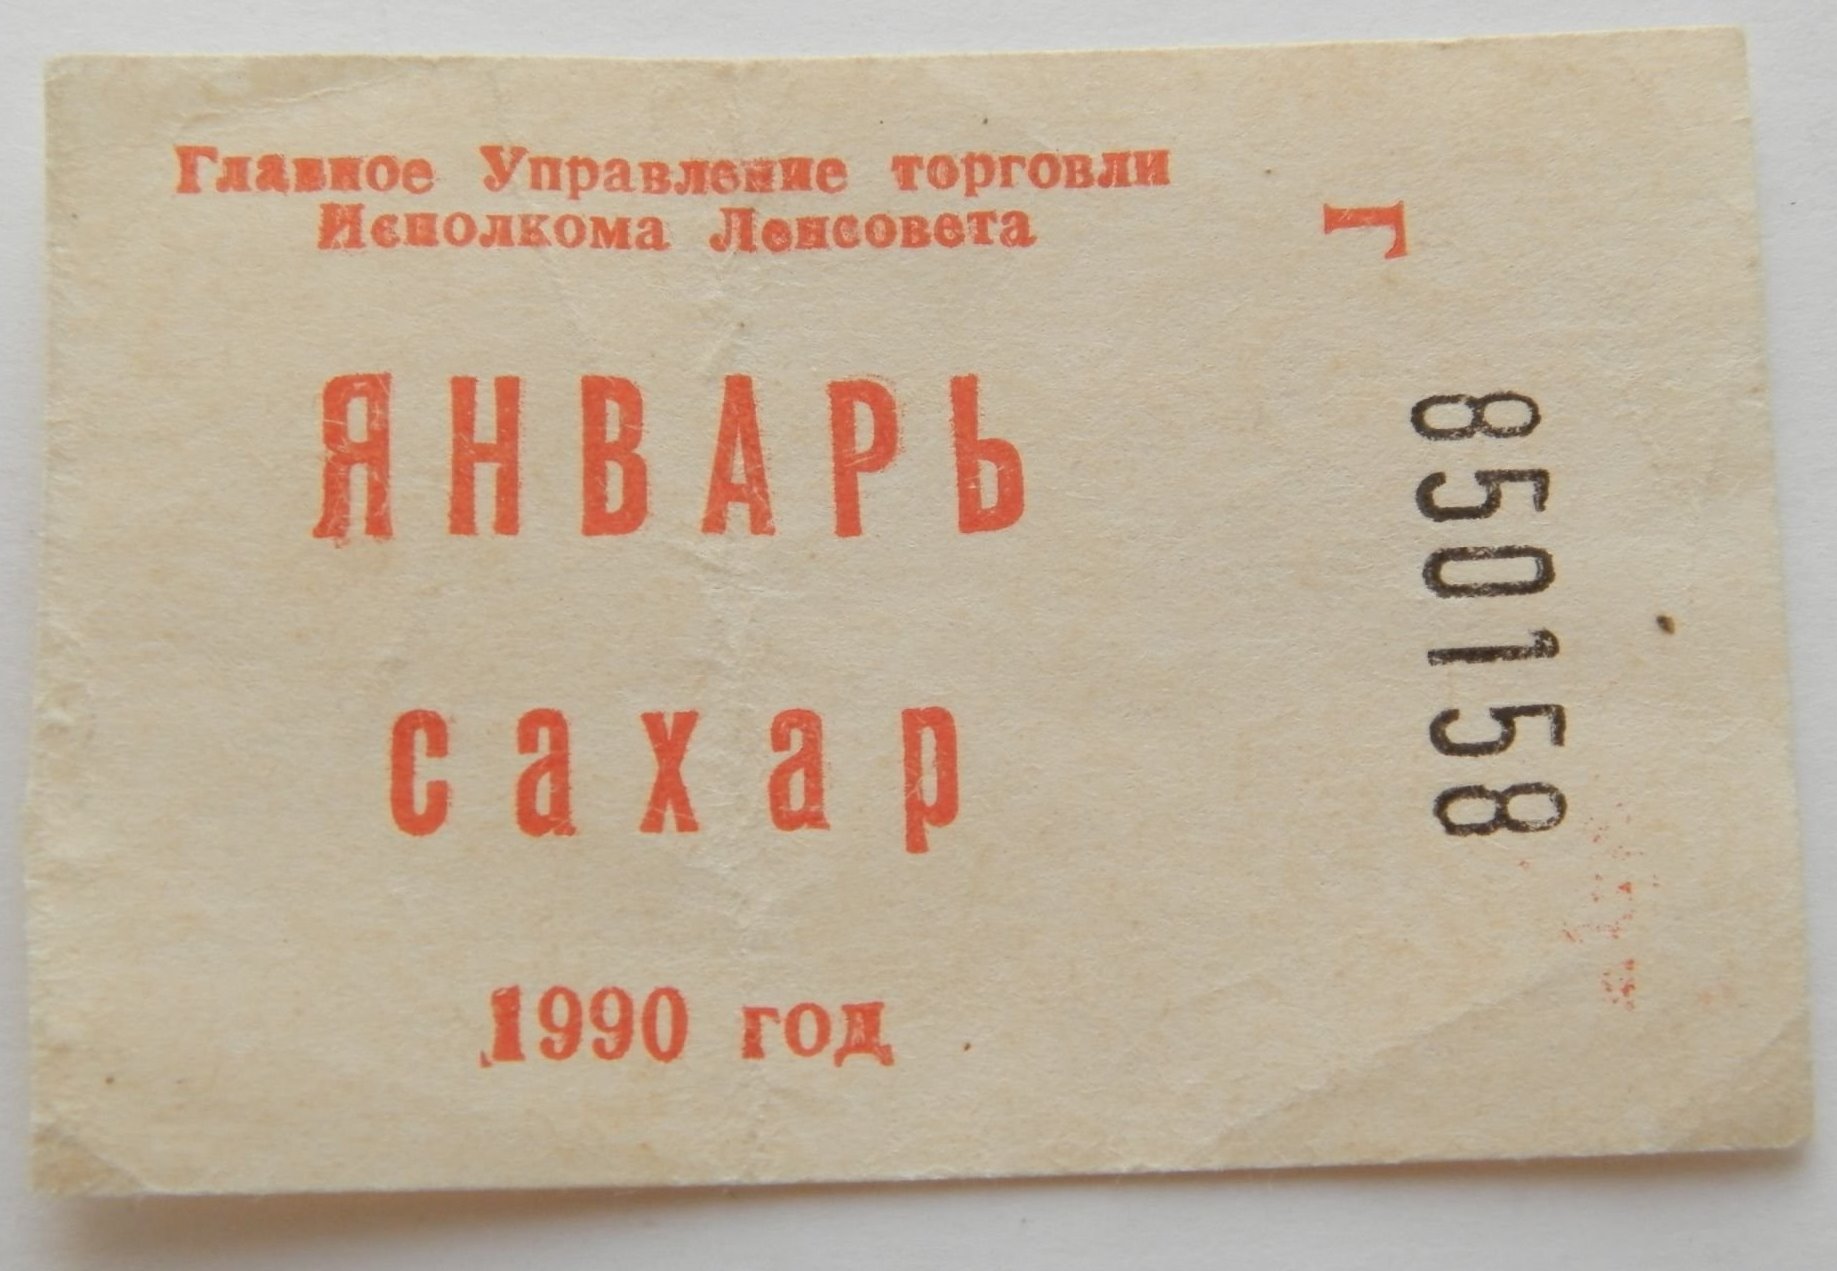 Главное Управление торговли
Исполкома Ленсовета
ЯНВАРЬ
сахар
1990 год
Г 850158